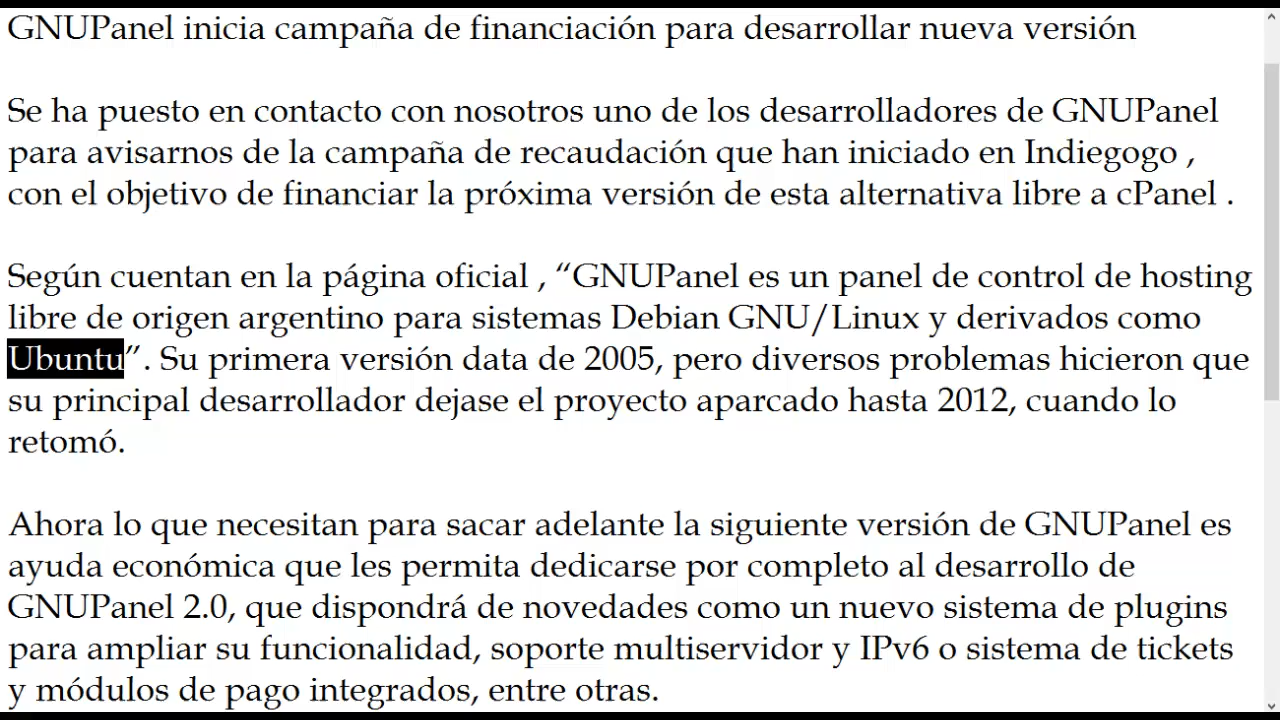 GNUPanel inicia campaña de financiación para desarrollar nueva versión
Se ha puesto en contacto con nosotros uno de los desarrolladores de GNUPanel
para avisarnos de la campaña de recaudación que han iniciado en Indiegogo ,
con el objetivo de financiar la próxima versión de esta alternativa libre a cPanel .
Según cuentan en la página oficial , “GNUPanel es un panel de control de hosting
libre de origen argentino para sistemas Debian GNU/Linux y derivados como
Ubuntu”. Su primera versión data de 2005, pero diversos problemas hicieron que
su principal desarrollador dejase el proyecto aparcado hasta 2012, cuando lo
retomó.
Ahora lo que necesitan para sacar adelante la siguiente versión de GNUPanel es
ayuda económica que les permita dedicarse por completo al desarrollo de
GNUPanel 2.0, que dispondrá de novedades como un nuevo sistema de plugins
para ampliar su funcionalidad, soporte multiservidor y IPv6 o sistema de tickets
y módulos de pago integrados, entre otras.